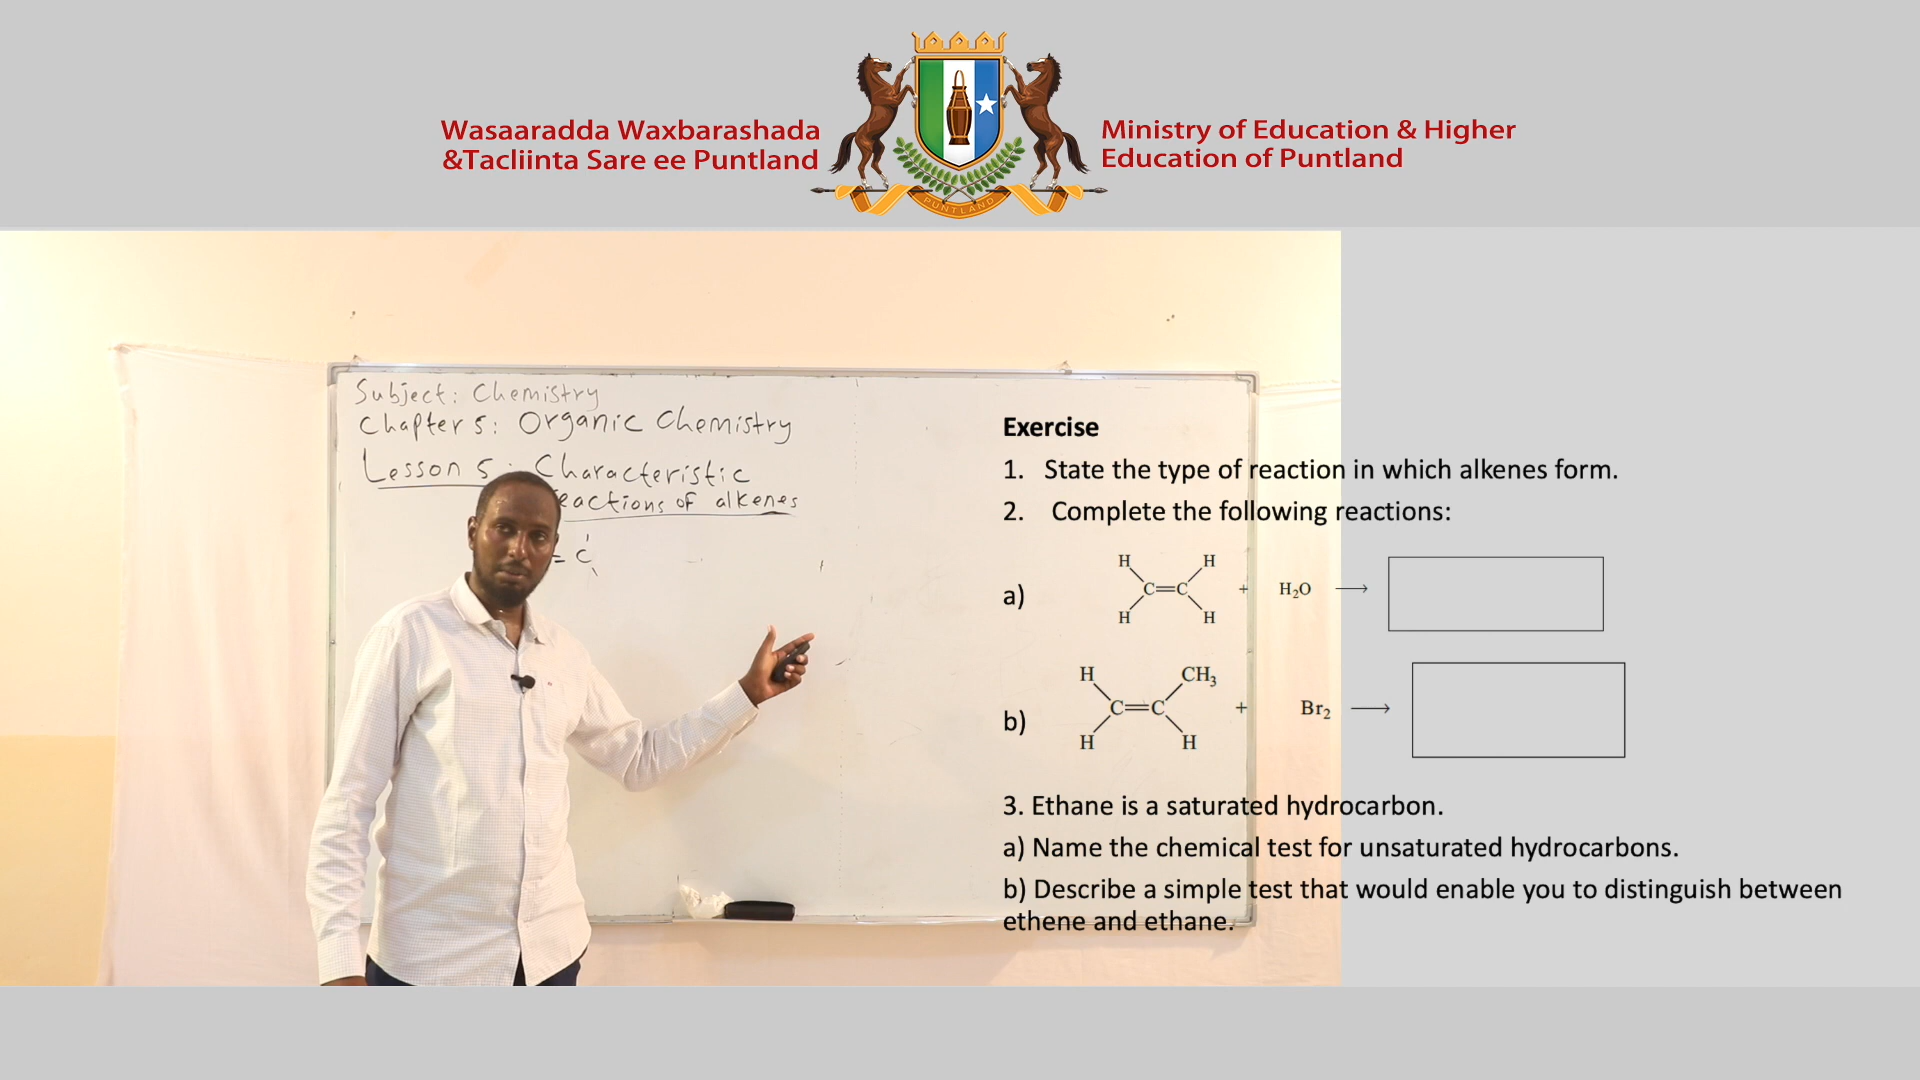 Wasaaradda Waxbarashada
&Tacliinta Sare ee Puntland
PUNTLAND
Ministry of Education & Higher
Education of Puntland
Subject: Chemistry
Chapter 5: Organic Chemistry
Lesson 5: Characteristic
reactions of alkenes
= C
Exercise
1. State the type of reaction in which alkenes form.
2. Complete the following reactions:
H H
a) C=C + H₂O →
H H
H CH₃
b) C=C + Br₂ →
H H
3. Ethane is a saturated hydrocarbon.
a) Name the chemical test for unsaturated hydrocarbons.
b) Describe a simple test that would enable you to distinguish between
ethene and ethane.